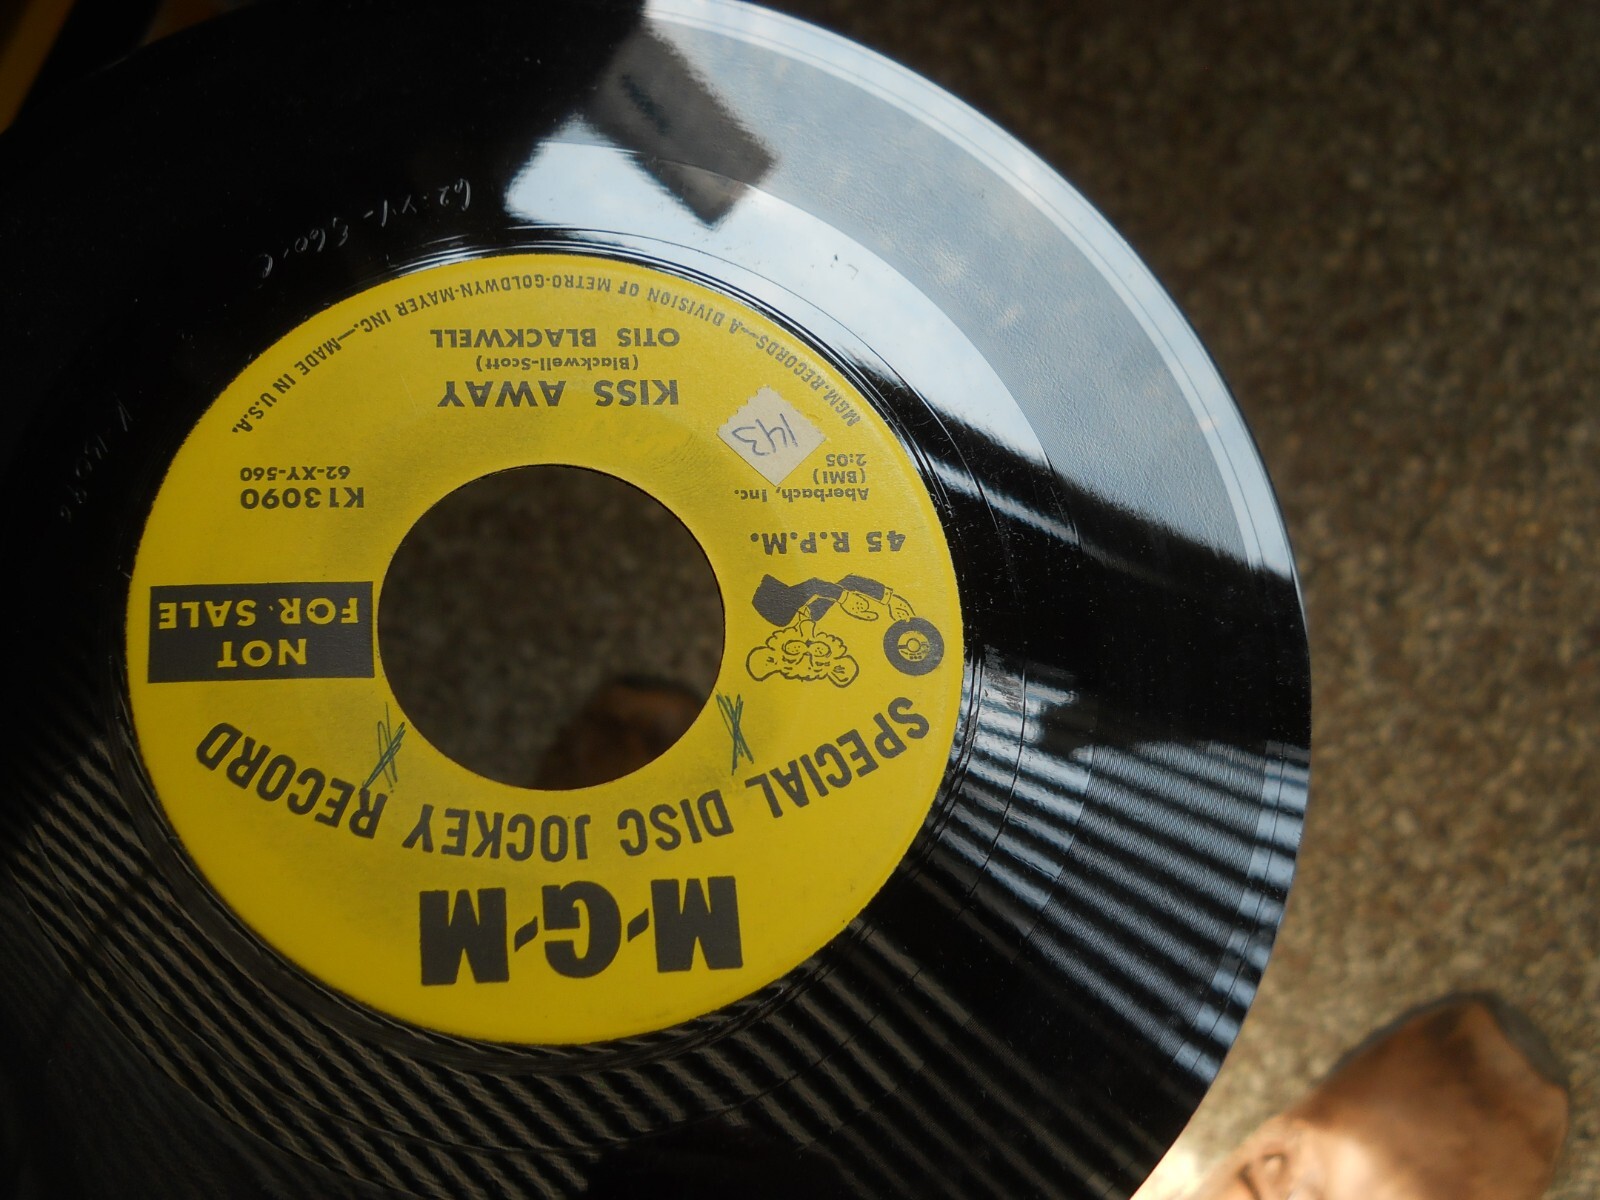 M-G-M
SPECIAL DISC JOCKEY RECORD
NOT
FOR SALE
45 R.P.M.
Aberbach, Inc.
(BMI)
2:05
143
K13090
62-XY-560
KISS AWAY
(Blackwell-Scott)
OTIS BLACKWELL
MGM-RECORDS—A DIVISION OF METRO-GOLDWYN-MAYER INC.—MADE IN U.S.A.